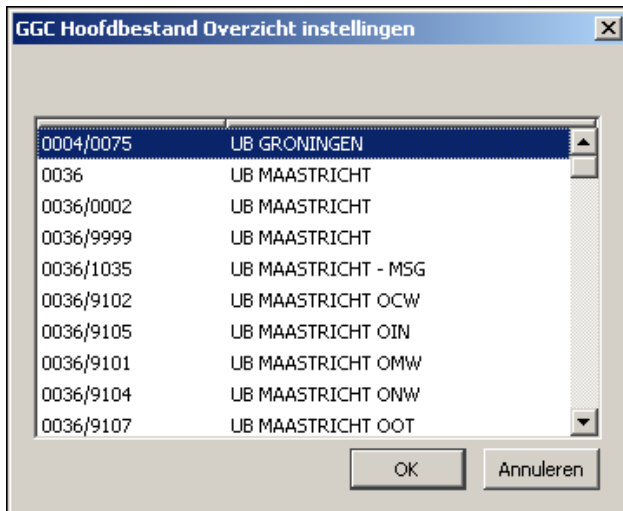 GGC Hoofdbestand Overzicht instellingen
0004/0075 UB GRONINGEN
0036 UB MAASTRICHT
0036/0002 UB MAASTRICHT
0036/9999 UB MAASTRICHT
0036/1035 UB MAASTRICHT - MSG
0036/9102 UB MAASTRICHT OCW
0036/9105 UB MAASTRICHT OIN
0036/9101 UB MAASTRICHT OMW
0036/9104 UB MAASTRICHT ONW
0036/9107 UB MAASTRICHT OOT
OK Annuleren